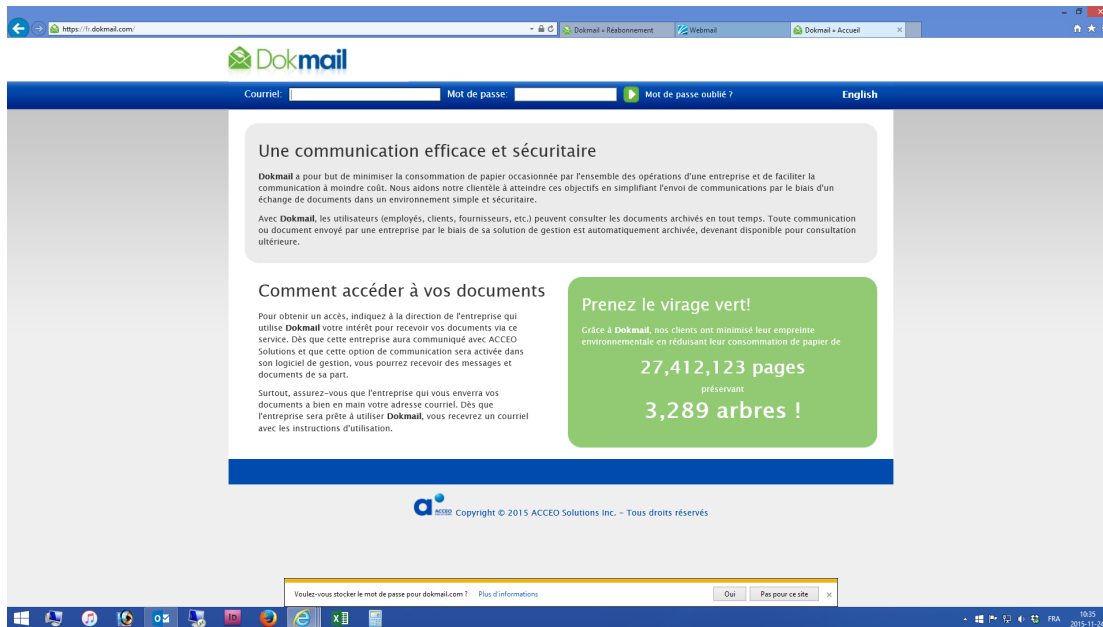 https://fr.dokmail.com/
Dokmail » Réabonnement
Webmail
Dokmail » Accueil
Dokmail
Courriel:
Mot de passe:
Mot de passe oublié ?
English
Une communication efficace et sécuritaire
Dokmail a pour but de minimiser la consommation de papier occasionnée par l'ensemble des opérations d'une entreprise et de faciliter la
communication à moindre coût. Nous aidons notre clientèle à atteindre ces objectifs en simplifiant l'envoi de communications par le biais d'un
échange de documents dans un environnement simple et sécuritaire.
Avec Dokmail, les utilisateurs (employés, clients, fournisseurs, etc.) peuvent consulter les documents archivés en tout temps. Toute communication
ou document envoyé par une entreprise par le biais de sa solution de gestion est automatiquement archivée, devenant disponible pour consultation
ultérieure.
Comment accéder à vos documents
Pour obtenir un accès, indiquez à la direction de l'entreprise qui
utilise Dokmail votre intérêt pour recevoir vos documents via ce
service. Dès que cette entreprise aura communiqué avec ACCEO
Solutions et que cette option de communication sera activée dans
son logiciel de gestion, vous pourrez recevoir des messages et
documents de sa part.
Surtout, assurez-vous que l'entreprise qui vous enverra vos
documents a bien en main votre adresse courriel. Dès que
l'entreprise sera prête à utiliser Dokmail, vous recevrez un courriel
avec les instructions d'utilisation.
Prenez le virage vert!
Grâce à Dokmail, nos clients ont minimisé leur empreinte
environnementale en réduisant leur consommation de papier de
27,412,123 pages
préservant
3,289 arbres !
Copyright © 2015 ACCEO Solutions Inc. - Tous droits réservés
Voulez-vous stocker le mot de passe pour dokmail.com ?
Plus d'informations
Oui
Pas pour ce site
FRA
10:35
2015-11-24